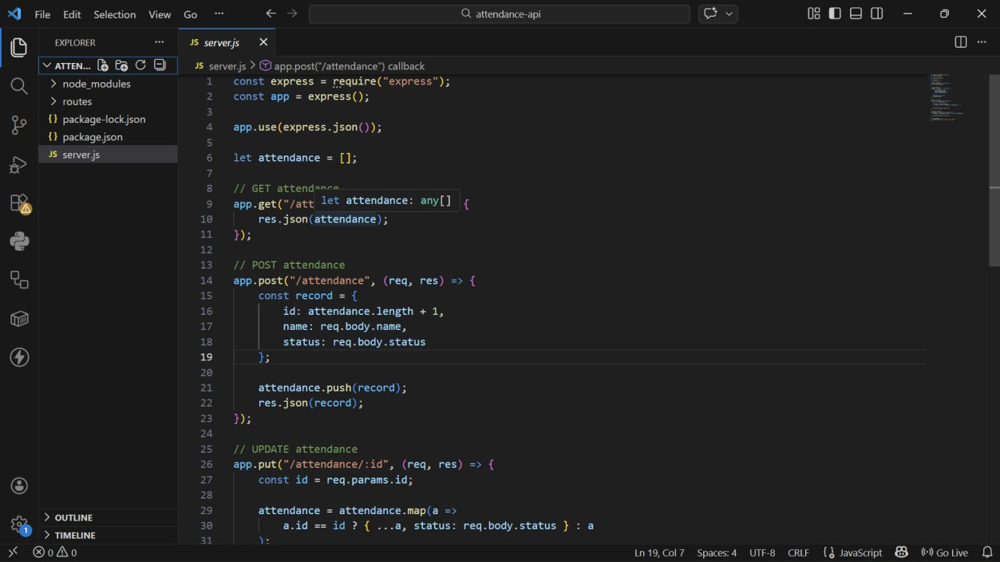 File Edit Selection View Go ··· attendance-api
EXPLORER ···
ATTEN...
node_modules
routes
{} package-lock.json
{} package.json
JS server.js
OUTLINE
TIMELINE
1
JS server.js
JS server.js > app.post("/attendance") callback
1 const express = require("express");
2 const app = express();
3
4 app.use(express.json());
5
6 let attendance = [];
7
8 // GET attendance
let attendance: any[]
9 app.get("/att {
10 res.json(attendance);
11 });
12
13 // POST attendance
14 app.post("/attendance", (req, res) => {
15 const record = {
16 id: attendance.length + 1,
17 name: req.body.name,
18 status: req.body.status
19 };
20
21 attendance.push(record);
22 res.json(record);
23 });
24
25 // UPDATE attendance
26 app.put("/attendance/:id", (req, res) => {
27 const id = req.params.id;
28
29 attendance = attendance.map(a =>
30 a.id == id ? { ...a, status: req.body.status } : a
31 );
0 0 Ln 19, Col 7 Spaces: 4 UTF-8 CRLF {} JavaScript Go Live